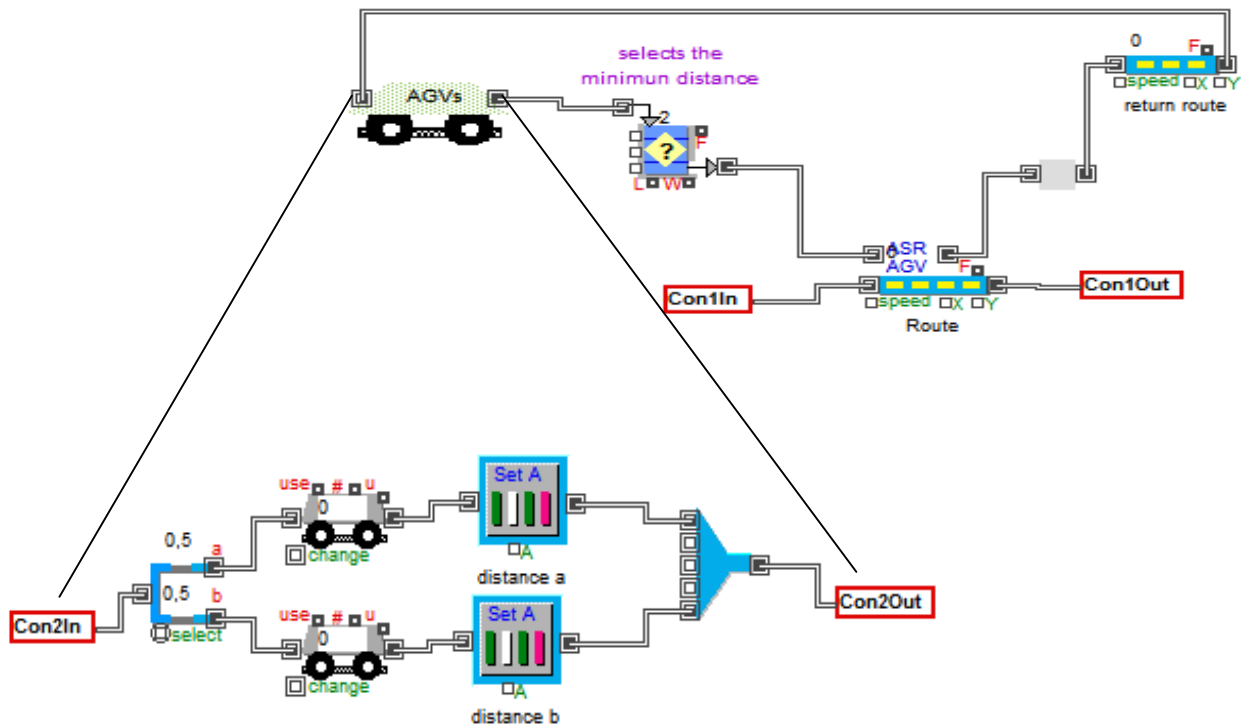 0
F
speed
X
Y
return route
selects the
minimun distance
AGVs
2
?
F
L
W
ASR
AGV
F
Con1In
Con1Out
speed
X
Y
Route
use
#
u
0
change
Set A
A
distance a
0,5
a
0,5
b
select
Con2In
Con2Out
use
#
u
0
change
Set A
A
distance b